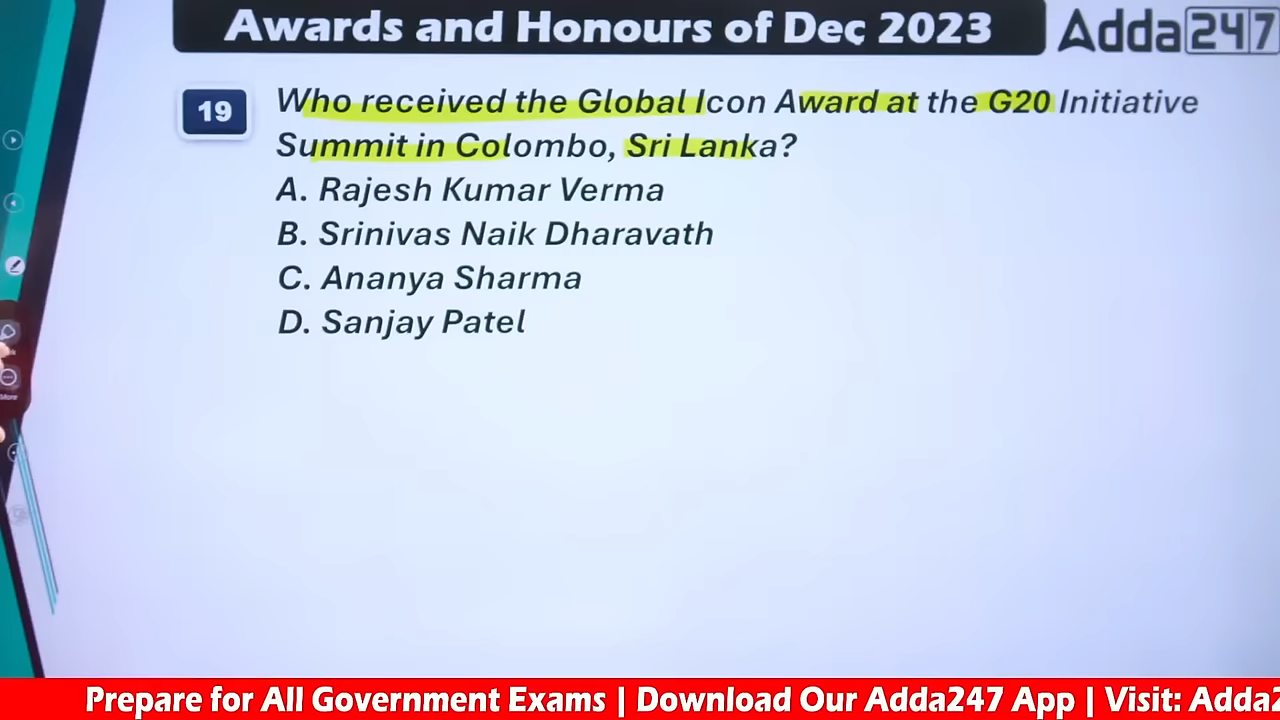 Awards and Honours of Dec 2023
Adda247
19
Who received the Global Icon Award at the G20 Initiative
Summit in Colombo, Sri Lanka?
A. Rajesh Kumar Verma
B. Srinivas Naik Dharavath
C. Ananya Sharma
D. Sanjay Patel
More
Prepare for All Government Exams | Download Our Adda247 App | Visit: Adda2